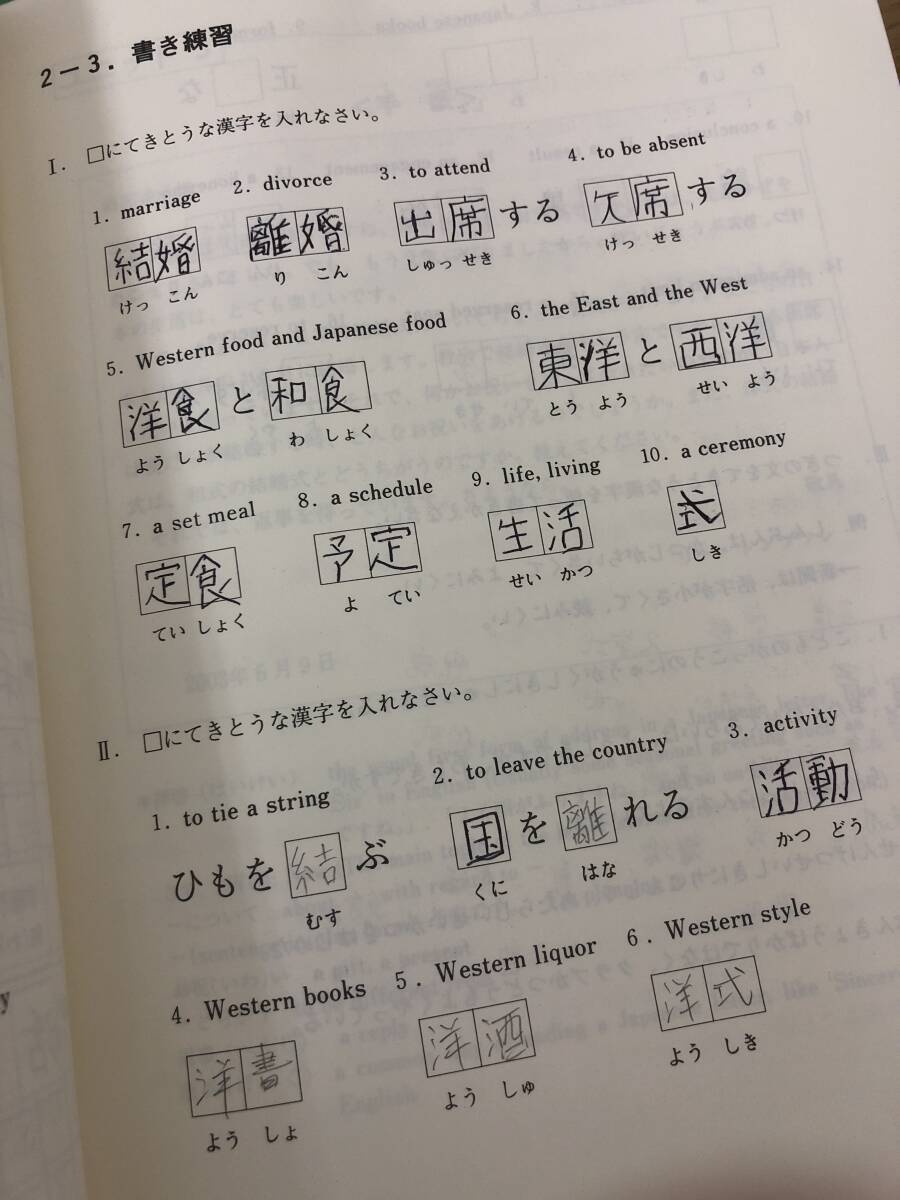 2－3．書き練習
Ⅰ． □にてきとうな漢字を入れなさい。
1．marriage 2．divorce 3．to attend 4．to be absent
結婚 離婚 出席する 欠席する
けっ こん り こん しゅっ せき けっ せき
5．Western food and Japanese food 6．the East and the West
洋食と和食 東洋と西洋
よう しょく わ しょく とう よう せい よう
7．a set meal 8．a schedule 9．life, living 10．a ceremony
定食 予定 生活 式
てい しょく よ てい せい かつ しき
Ⅱ． □にてきとうな漢字を入れなさい。
1．to tie a string 2．to leave the country 3．activity
ひもを結ぶ 国を離れる 活動
むす くに はな かつ どう
4．Western books 5．Western liquor 6．Western style
洋書 洋酒 洋式
よう しょ よう しゅ よう しき